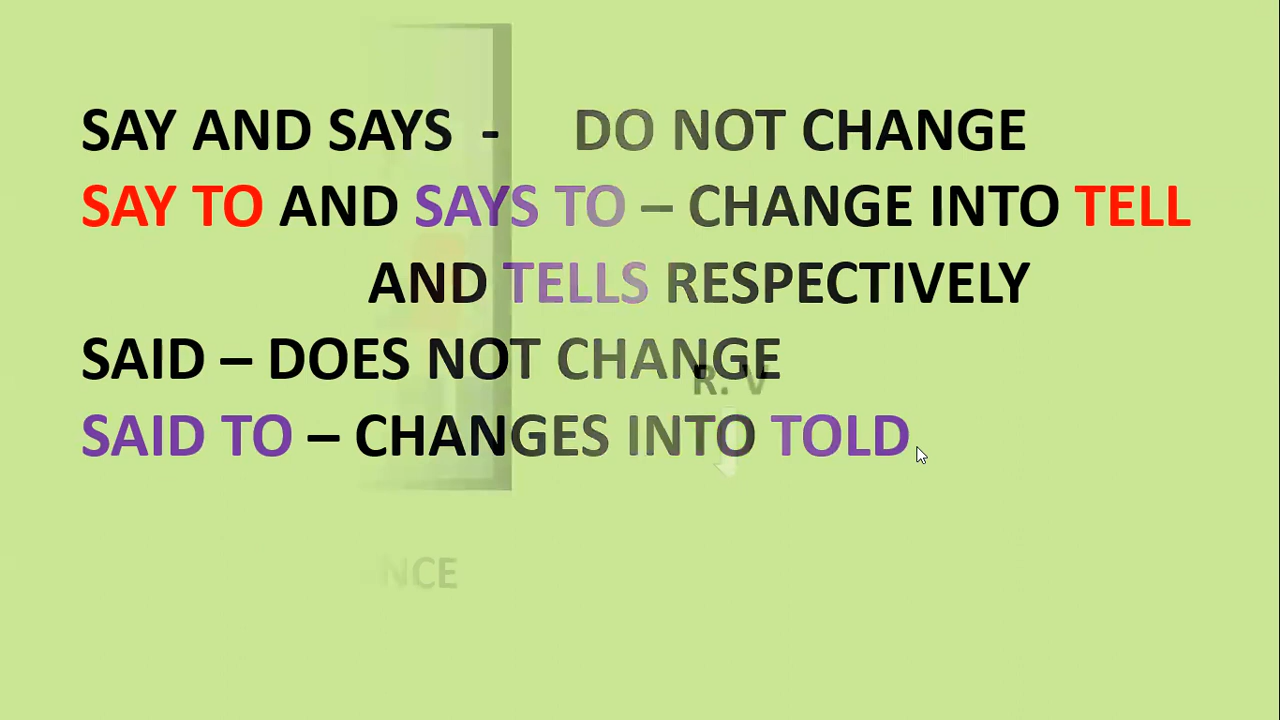 SAY AND SAYS - DO NOT CHANGE
SAY TO AND SAYS TO – CHANGE INTO TELL
AND TELLS RESPECTIVELY
SAID – DOES NOT CHANGE
R. V
SAID TO – CHANGES INTO TOLD
NCE